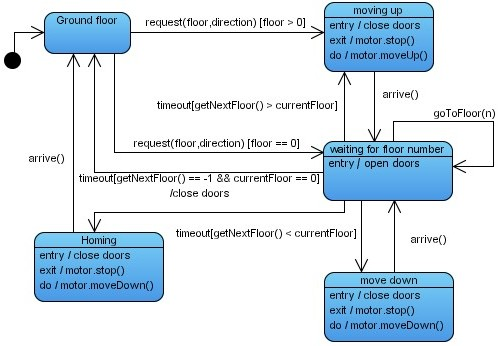 Ground floor
request(floor,direction) [floor > 0]
moving up
entry / close doors
exit / motor.stop()
do / motor.moveUp()
timeout[getNextFloor() > currentFloor]
arrive()
goToFloor(n)
request(floor,direction) [floor == 0]
waiting for floor number
entry / open doors
arrive()
timeout[getNextFloor() == -1 && currentFloor == 0]
/close doors
timeout[getNextFloor() < currentFloor]
arrive()
Homing
entry / close doors
exit / motor.stop()
do / motor.moveDown()
move down
entry / close doors
exit / motor.stop()
do / motor.moveDown()